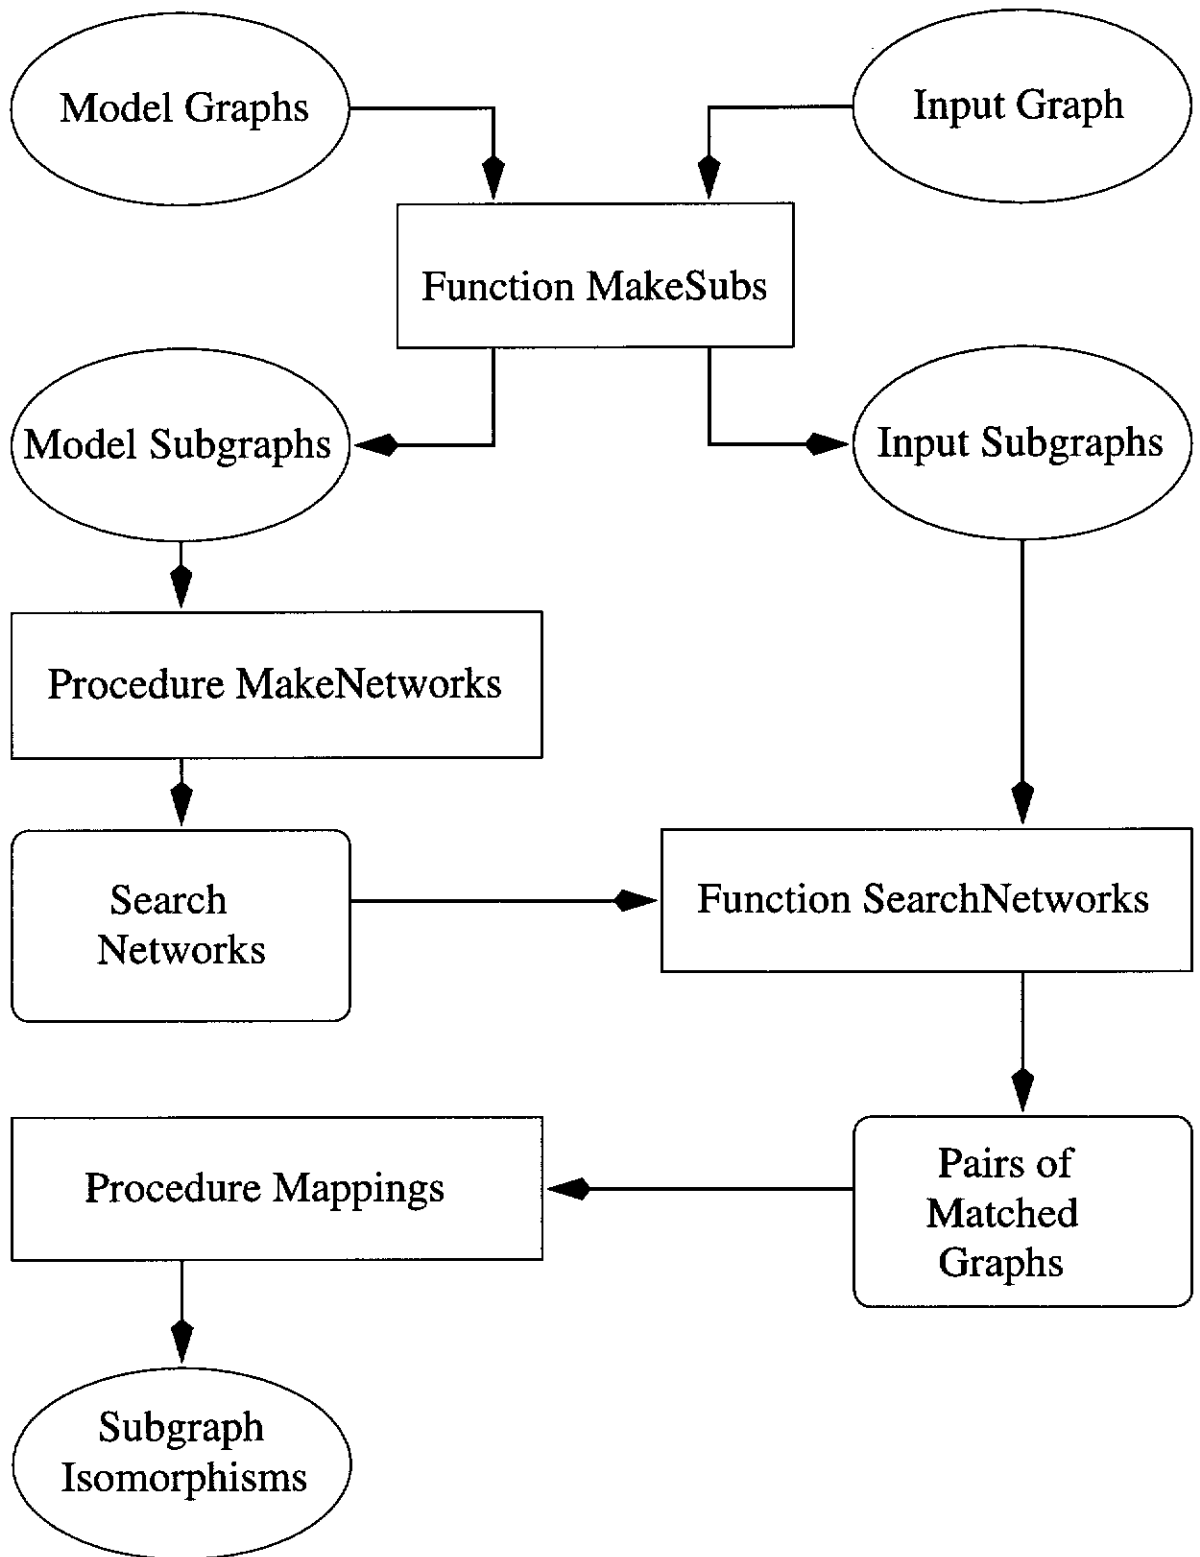 Model Graphs
Input Graph
Function MakeSubs
Model Subgraphs
Input Subgraphs
Procedure MakeNetworks
Search
Networks
Function SearchNetworks
Procedure Mappings
Pairs of
Matched
Graphs
Subgraph
Isomorphisms